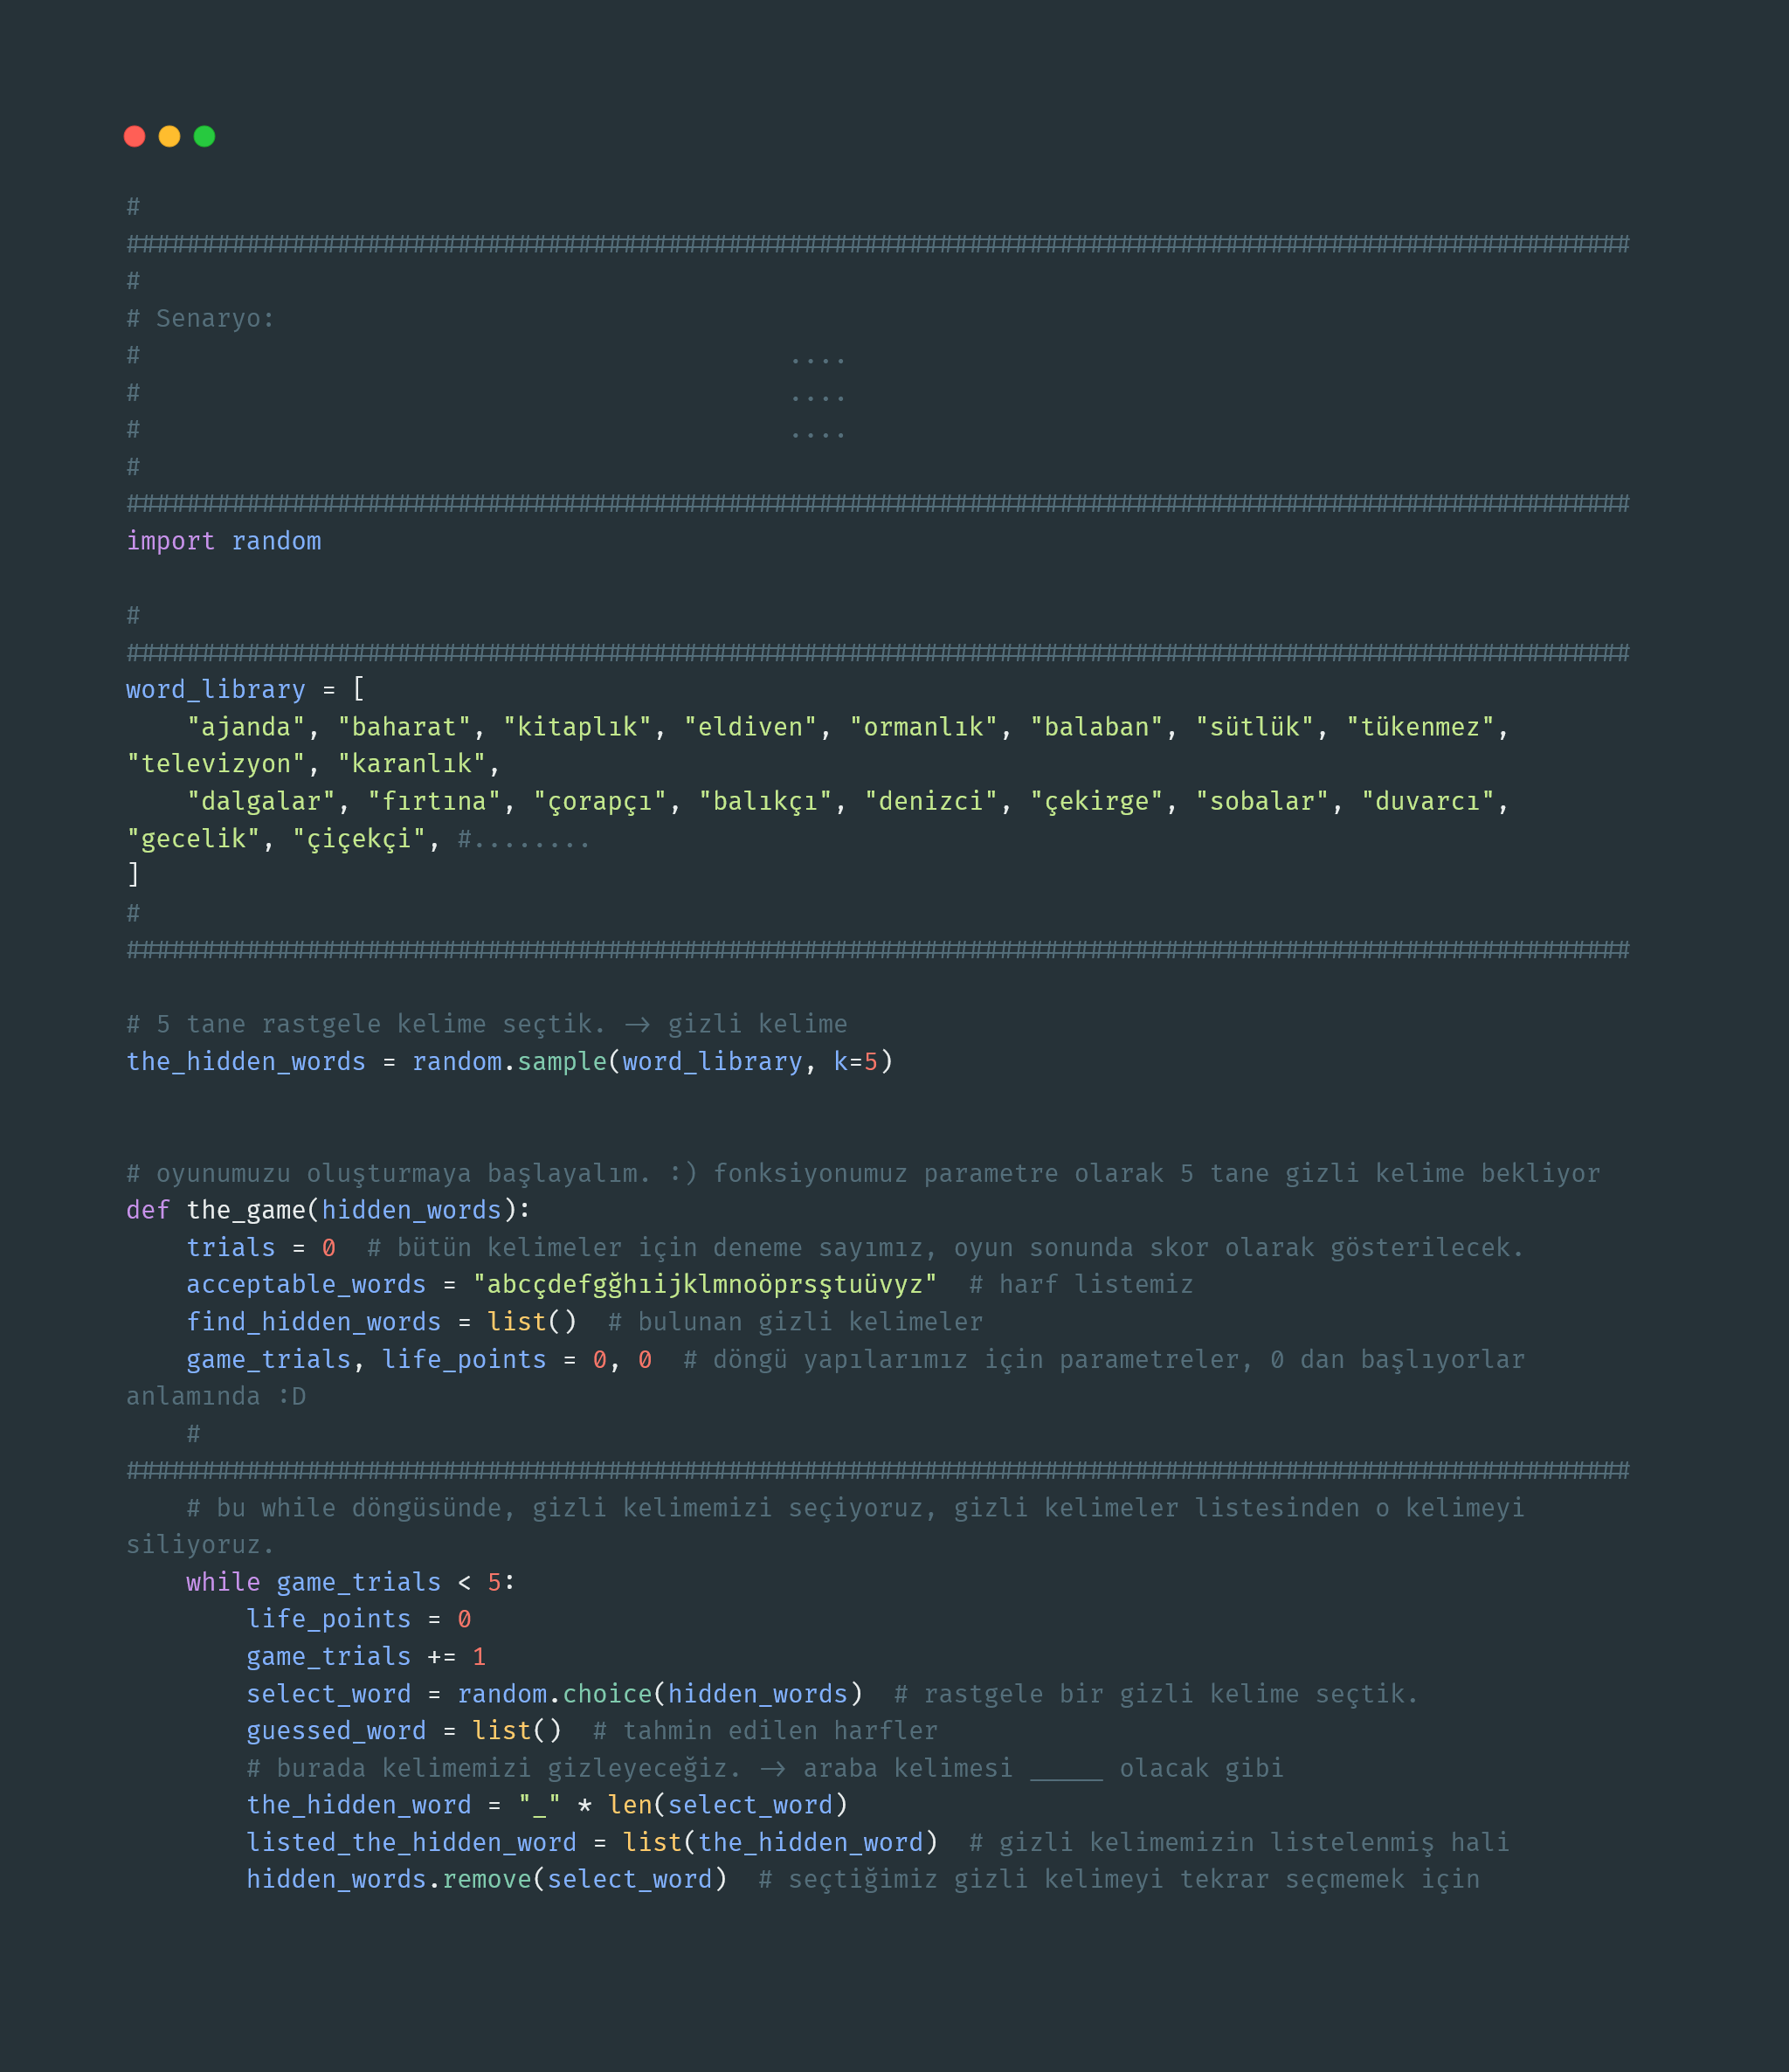 #
####################################################################################################
#
# Senaryo:
#                                           ....
#                                           ....
#                                           ....
#
####################################################################################################
import random
#
####################################################################################################
word_library = [
    "ajanda", "baharat", "kitaplık", "eldiven", "ormanlık", "balaban", "sütlük", "tükenmez",
"televizyon", "karanlık",
    "dalgalar", "fırtına", "çorapçı", "balıkçı", "denizci", "çekirge", "sobalar", "duvarcı",
"gecelik", "çiçekçi", #........
]
#
####################################################################################################
# 5 tane rastgele kelime seçtik. -> gizli kelime
the_hidden_words = random.sample(word_library, k=5)
# oyunumuzu oluşturmaya başlayalım. :) fonksiyonumuz parametre olarak 5 tane gizli kelime bekliyor
def the_game(hidden_words):
    trials = 0  # bütün kelimeler için deneme sayımız, oyun sonunda skor olarak gösterilecek.
    acceptable_words = "abcçdefgğhıijklmnoöprsştuüvyz"  # harf listemiz
    find_hidden_words = list()  # bulunan gizli kelimeler
    game_trials, life_points = 0, 0  # döngü yapılarımız için parametreler, 0 dan başlıyorlar
anlamında :D
    #
####################################################################################################
    # bu while döngüsünde, gizli kelimemizi seçiyoruz, gizli kelimeler listesinden o kelimeyi
siliyoruz.
    while game_trials < 5:
        life_points = 0
        game_trials += 1
        select_word = random.choice(hidden_words)  # rastgele bir gizli kelime seçtik.
        guessed_word = list()  # tahmin edilen harfler
        # burada kelimemizi gizleyeceğiz. -> araba kelimesi _____ olacak gibi
        the_hidden_word = "_" * len(select_word)
        listed_the_hidden_word = list(the_hidden_word)  # gizli kelimemizin listelenmiş hali
        hidden_words.remove(select_word)  # seçtiğimiz gizli kelimeyi tekrar seçmemek için